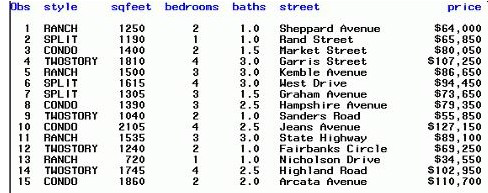 Obs style sqfeet bedrooms baths street price
1 RANCH 1250 2 1.0 Sheppard Avenue $64,000
2 SPLIT 1190 1 1.0 Rand Street $65,850
3 CONDO 1400 2 1.5 Market Street $80,050
4 TWOSTORY 1810 4 3.0 Garris Street $107,250
5 RANCH 1500 3 3.0 Kemble Avenue $86,650
6 SPLIT 1615 4 3.0 West Drive $94,450
7 SPLIT 1305 3 1.5 Graham Avenue $73,650
8 CONDO 1390 3 2.5 Hampshire Avenue $79,350
9 TWOSTORY 1040 2 1.0 Sanders Road $55,850
10 CONDO 2105 4 2.5 Jeans Avenue $127,150
11 RANCH 1535 3 3.0 State Highway $89,100
12 TWOSTORY 1240 2 1.0 Fairbanks Circle $69,250
13 RANCH 720 1 1.0 Nicholson Drive $34,550
14 TWOSTORY 1745 4 2.5 Highland Road $102,950
15 CONDO 1860 2 2.0 Arcata Avenue $110,700